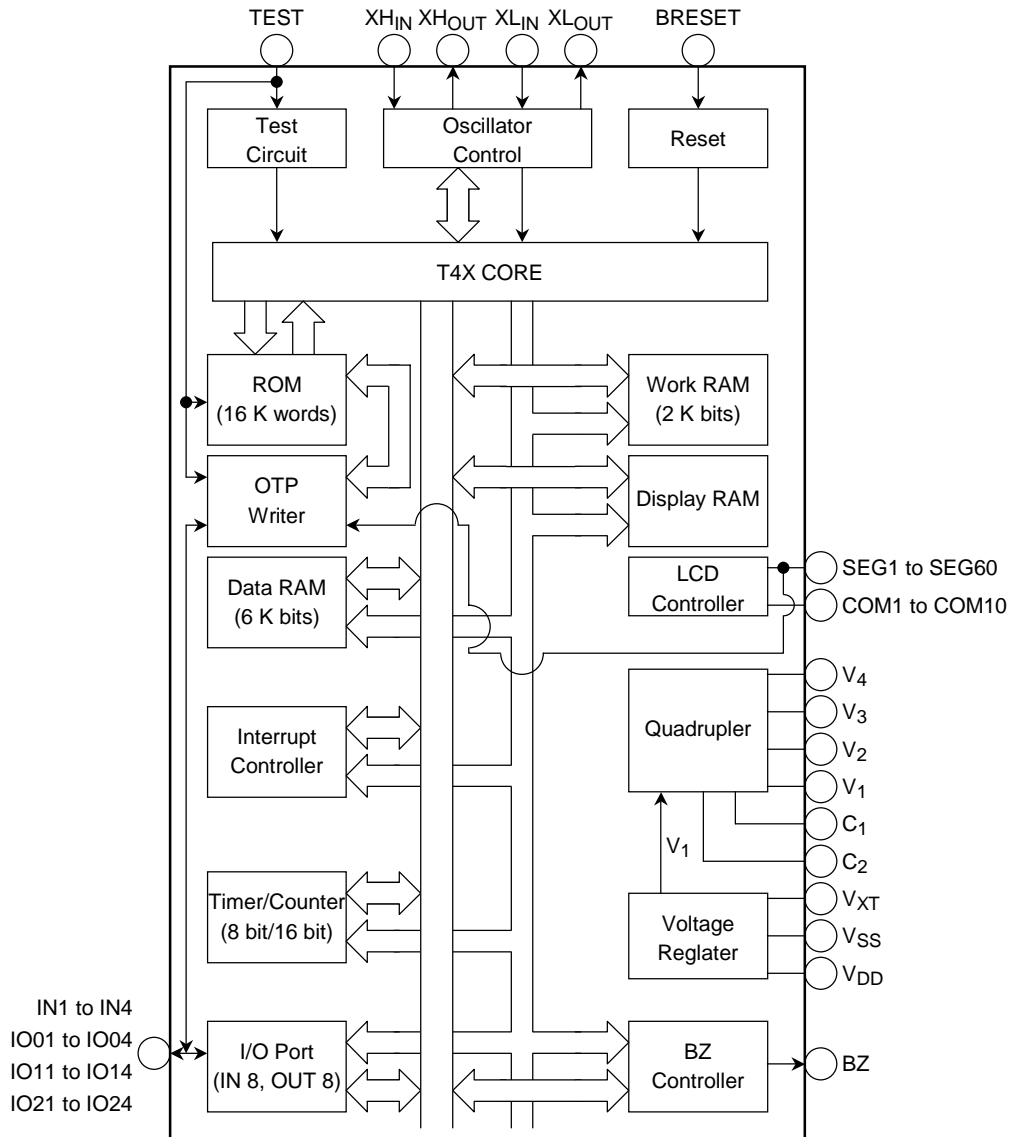 TEST
XHIN
XHOUT
XLIN
XLOUT
BRESET
Test
Circuit
Oscillator
Control
Reset
T4X CORE
ROM
(16 K words)
Work RAM
(2 K bits)
OTP
Writer
Display RAM
Data RAM
(6 K bits)
LCD
Controller
SEG1 to SEG60
COM1 to COM10
Interrupt
Controller
Quadrupler
V4
V3
V2
V1
C1
C2
V1
Timer/Counter
(8 bit/16 bit)
Voltage
Reglater
VXT
VSS
VDD
IN1 to IN4
IO01 to IO04
IO11 to IO14
IO21 to IO24
I/O Port
(IN 8, OUT 8)
BZ
Controller
BZ